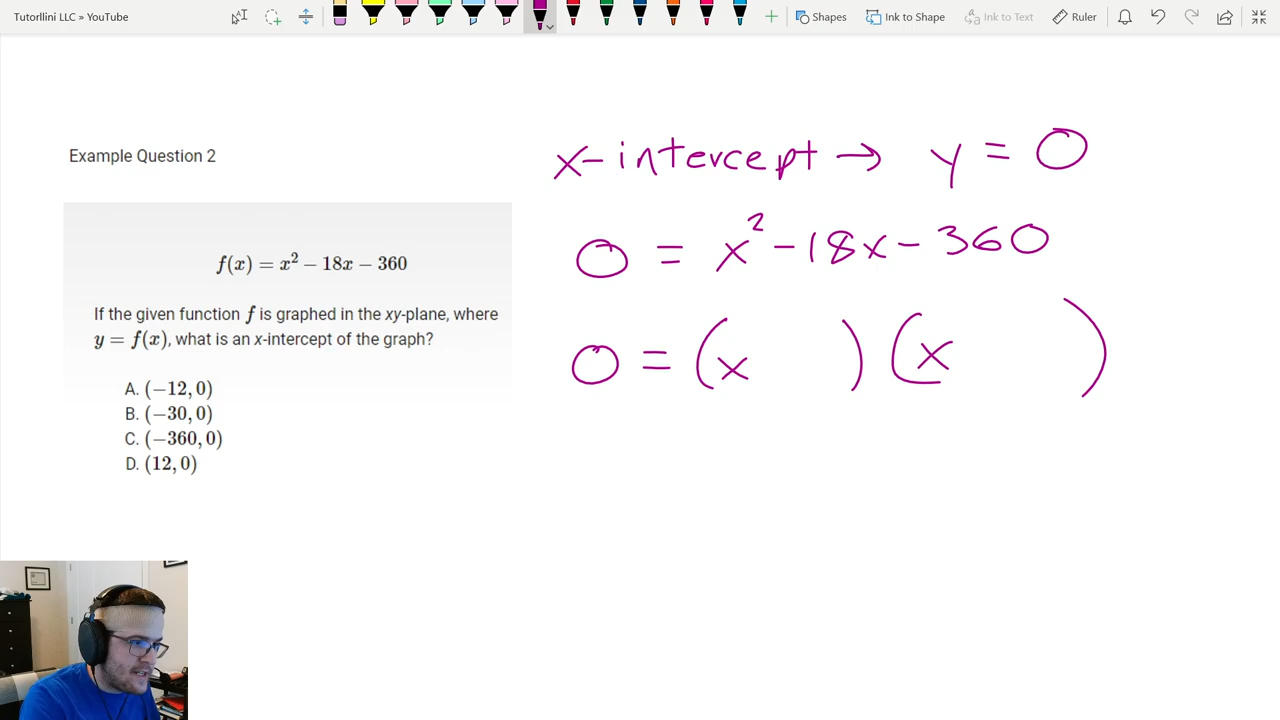 Tutorllini LLC » YouTube
Shapes
Ink to Shape
Ink to Text
Ruler
Example Question 2
f(x) = x² − 18x − 360
If the given function f is graphed in the xy-plane, where
y = f(x), what is an x-intercept of the graph?
A. (−12, 0)
B. (−30, 0)
C. (−360, 0)
D. (12, 0)
x-intercept → y = 0
0 = x² - 18x - 360
0 = (x ) (x )